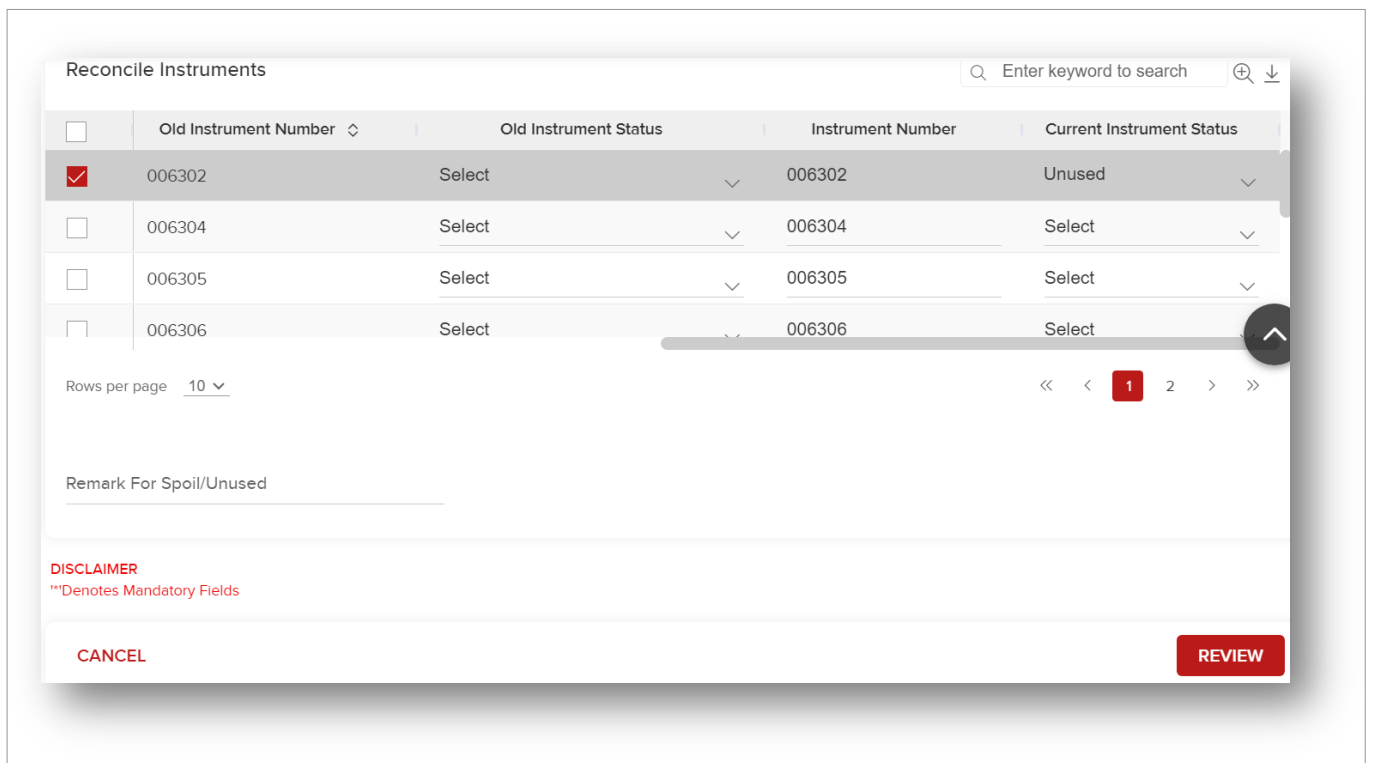 Reconcile Instruments Enter keyword to search
Old Instrument Number Old Instrument Status Instrument Number Current Instrument Status
006302 Select 006302 Unused
006304 Select 006304 Select
006305 Select 006305 Select
006306 Select 006306 Select
Rows per page 10 1 2
Remark For Spoil/Unused
DISCLAIMER
'*'Denotes Mandatory Fields
CANCEL REVIEW